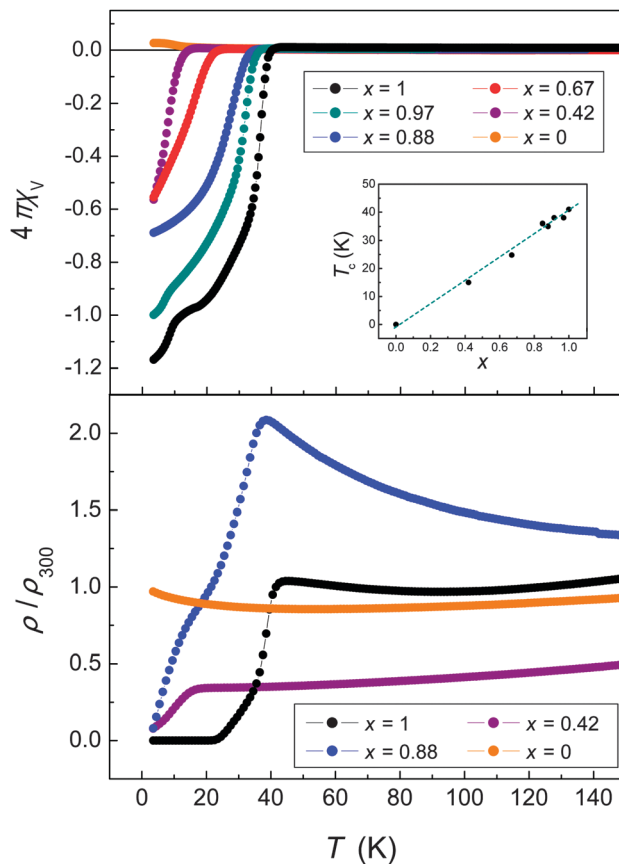 0.0
-0.2
-0.4
-0.6
-0.8
-1.0
-1.2
4 πχV
x = 1
x = 0.97
x = 0.88
x = 0.67
x = 0.42
x = 0
50
40
30
20
10
0
Tc (K)
0.0 0.2 0.4 0.6 0.8 1.0
x
2.0
1.5
1.0
0.5
0.0
ρ / ρ300
x = 1
x = 0.88
x = 0.42
x = 0
0 20 40 60 80 100 120 140
T (K)